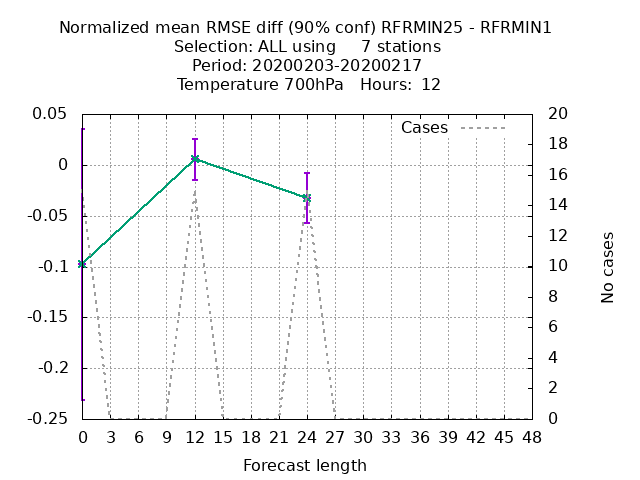 Normalized mean RMSE diff (90% conf) RFRMIN25 - RFRMIN1
Selection: ALL using     7 stations
Period: 20200203-20200217
Temperature 700hPa   Hours:  12
Cases
0.05
0
-0.05
-0.1
-0.15
-0.2
-0.25
20
18
16
14
12
10
8
6
4
2
0
No cases
0 3 6 9 12 15 18 21 24 27 30 33 36 39 42 45 48
Forecast length